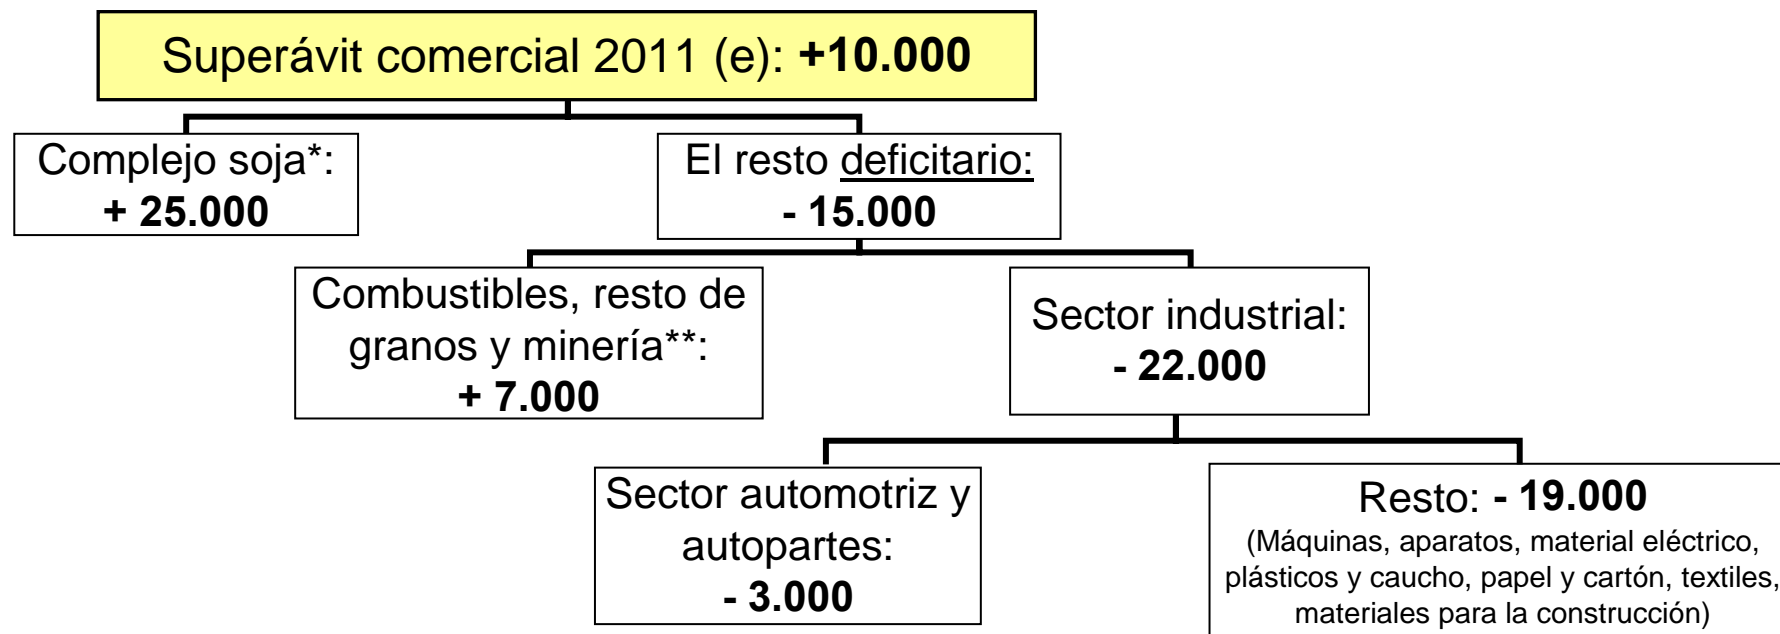 Superávit comercial 2011 (e): +10.000
Complejo soja*:
+ 25.000
El resto deficitario:
- 15.000
Combustibles, resto de
granos y minería**:
+ 7.000
Sector industrial:
- 22.000
Sector automotriz y
autopartes:
- 3.000
Resto: - 19.000
(Máquinas, aparatos, material eléctrico,
plásticos y caucho, papel y cartón, textiles,
materiales para la construcción)